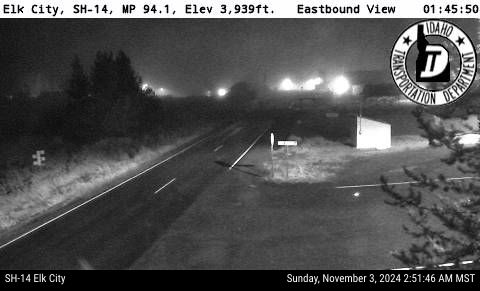 Elk City, SH-14, MP 94.1, Elev 3,939ft. Eastbound View 01:45:50
IDAHO
TRANSPORTATION DEPARTMENT
SH-14 Elk City Sunday, November 3, 2024 2:51:46 AM MST